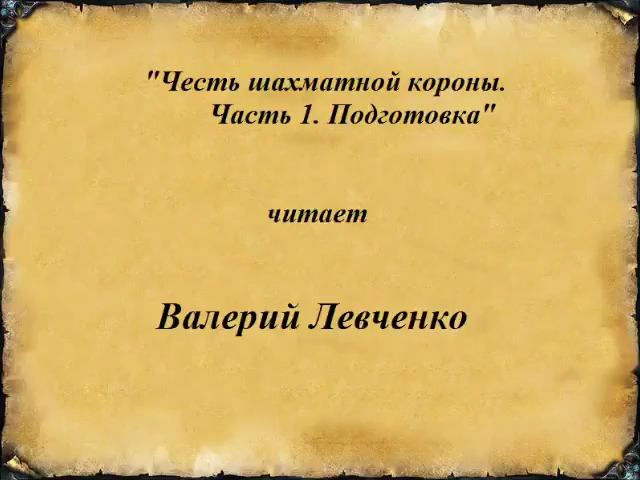 "Честь шахматной короны.
Часть 1. Подготовка"
читает
Валерий Левченко